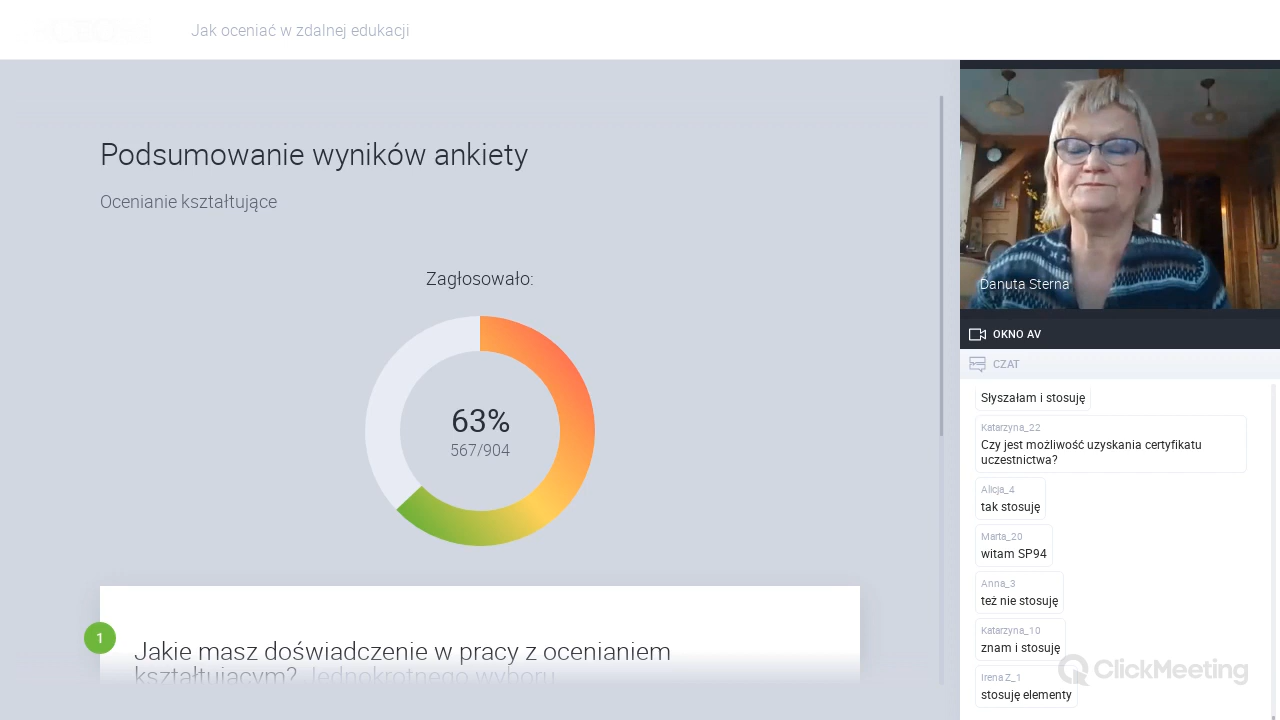 Jak oceniać w zdalnej edukacji
Podsumowanie wyników ankiety
Ocenianie kształtujące
Zagłosowało:
63%
567/904
1
Jakie masz doświadczenie w pracy z ocenianiem
kształtującym? Jednokrotnego wyboru
Danuta Sterna
OKNO AV
CZAT
Słyszałam i stosuję
Katarzyna_22
Czy jest możliwość uzyskania certyfikatu
uczestnictwa?
Alicja_4
tak stosuję
Marta_20
witam SP94
Anna_3
też nie stosuję
Katarzyna_10
znam i stosuję
Irena Z_1
stosuję elementy
ClickMeeting